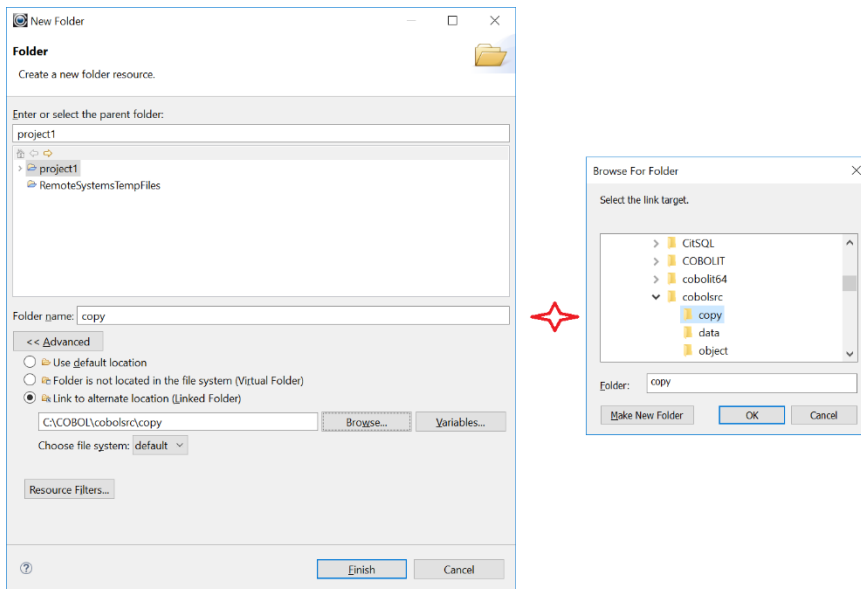 New Folder
Folder
Create a new folder resource.
Enter or select the parent folder:
project1
project1
RemoteSystemsTempFiles
Folder name: copy
<< Advanced
Use default location
Folder is not located in the file system (Virtual Folder)
Link to alternate location (Linked Folder)
C:\COBOL\cobolsrc\copy Browse... Variables...
Choose file system: default
Resource Filters...
? Finish Cancel
Browse For Folder
Select the link target.
CitSQL
COBOLIT
cobolit64
cobolsrc
copy
data
object
Folder: copy
Make New Folder OK Cancel